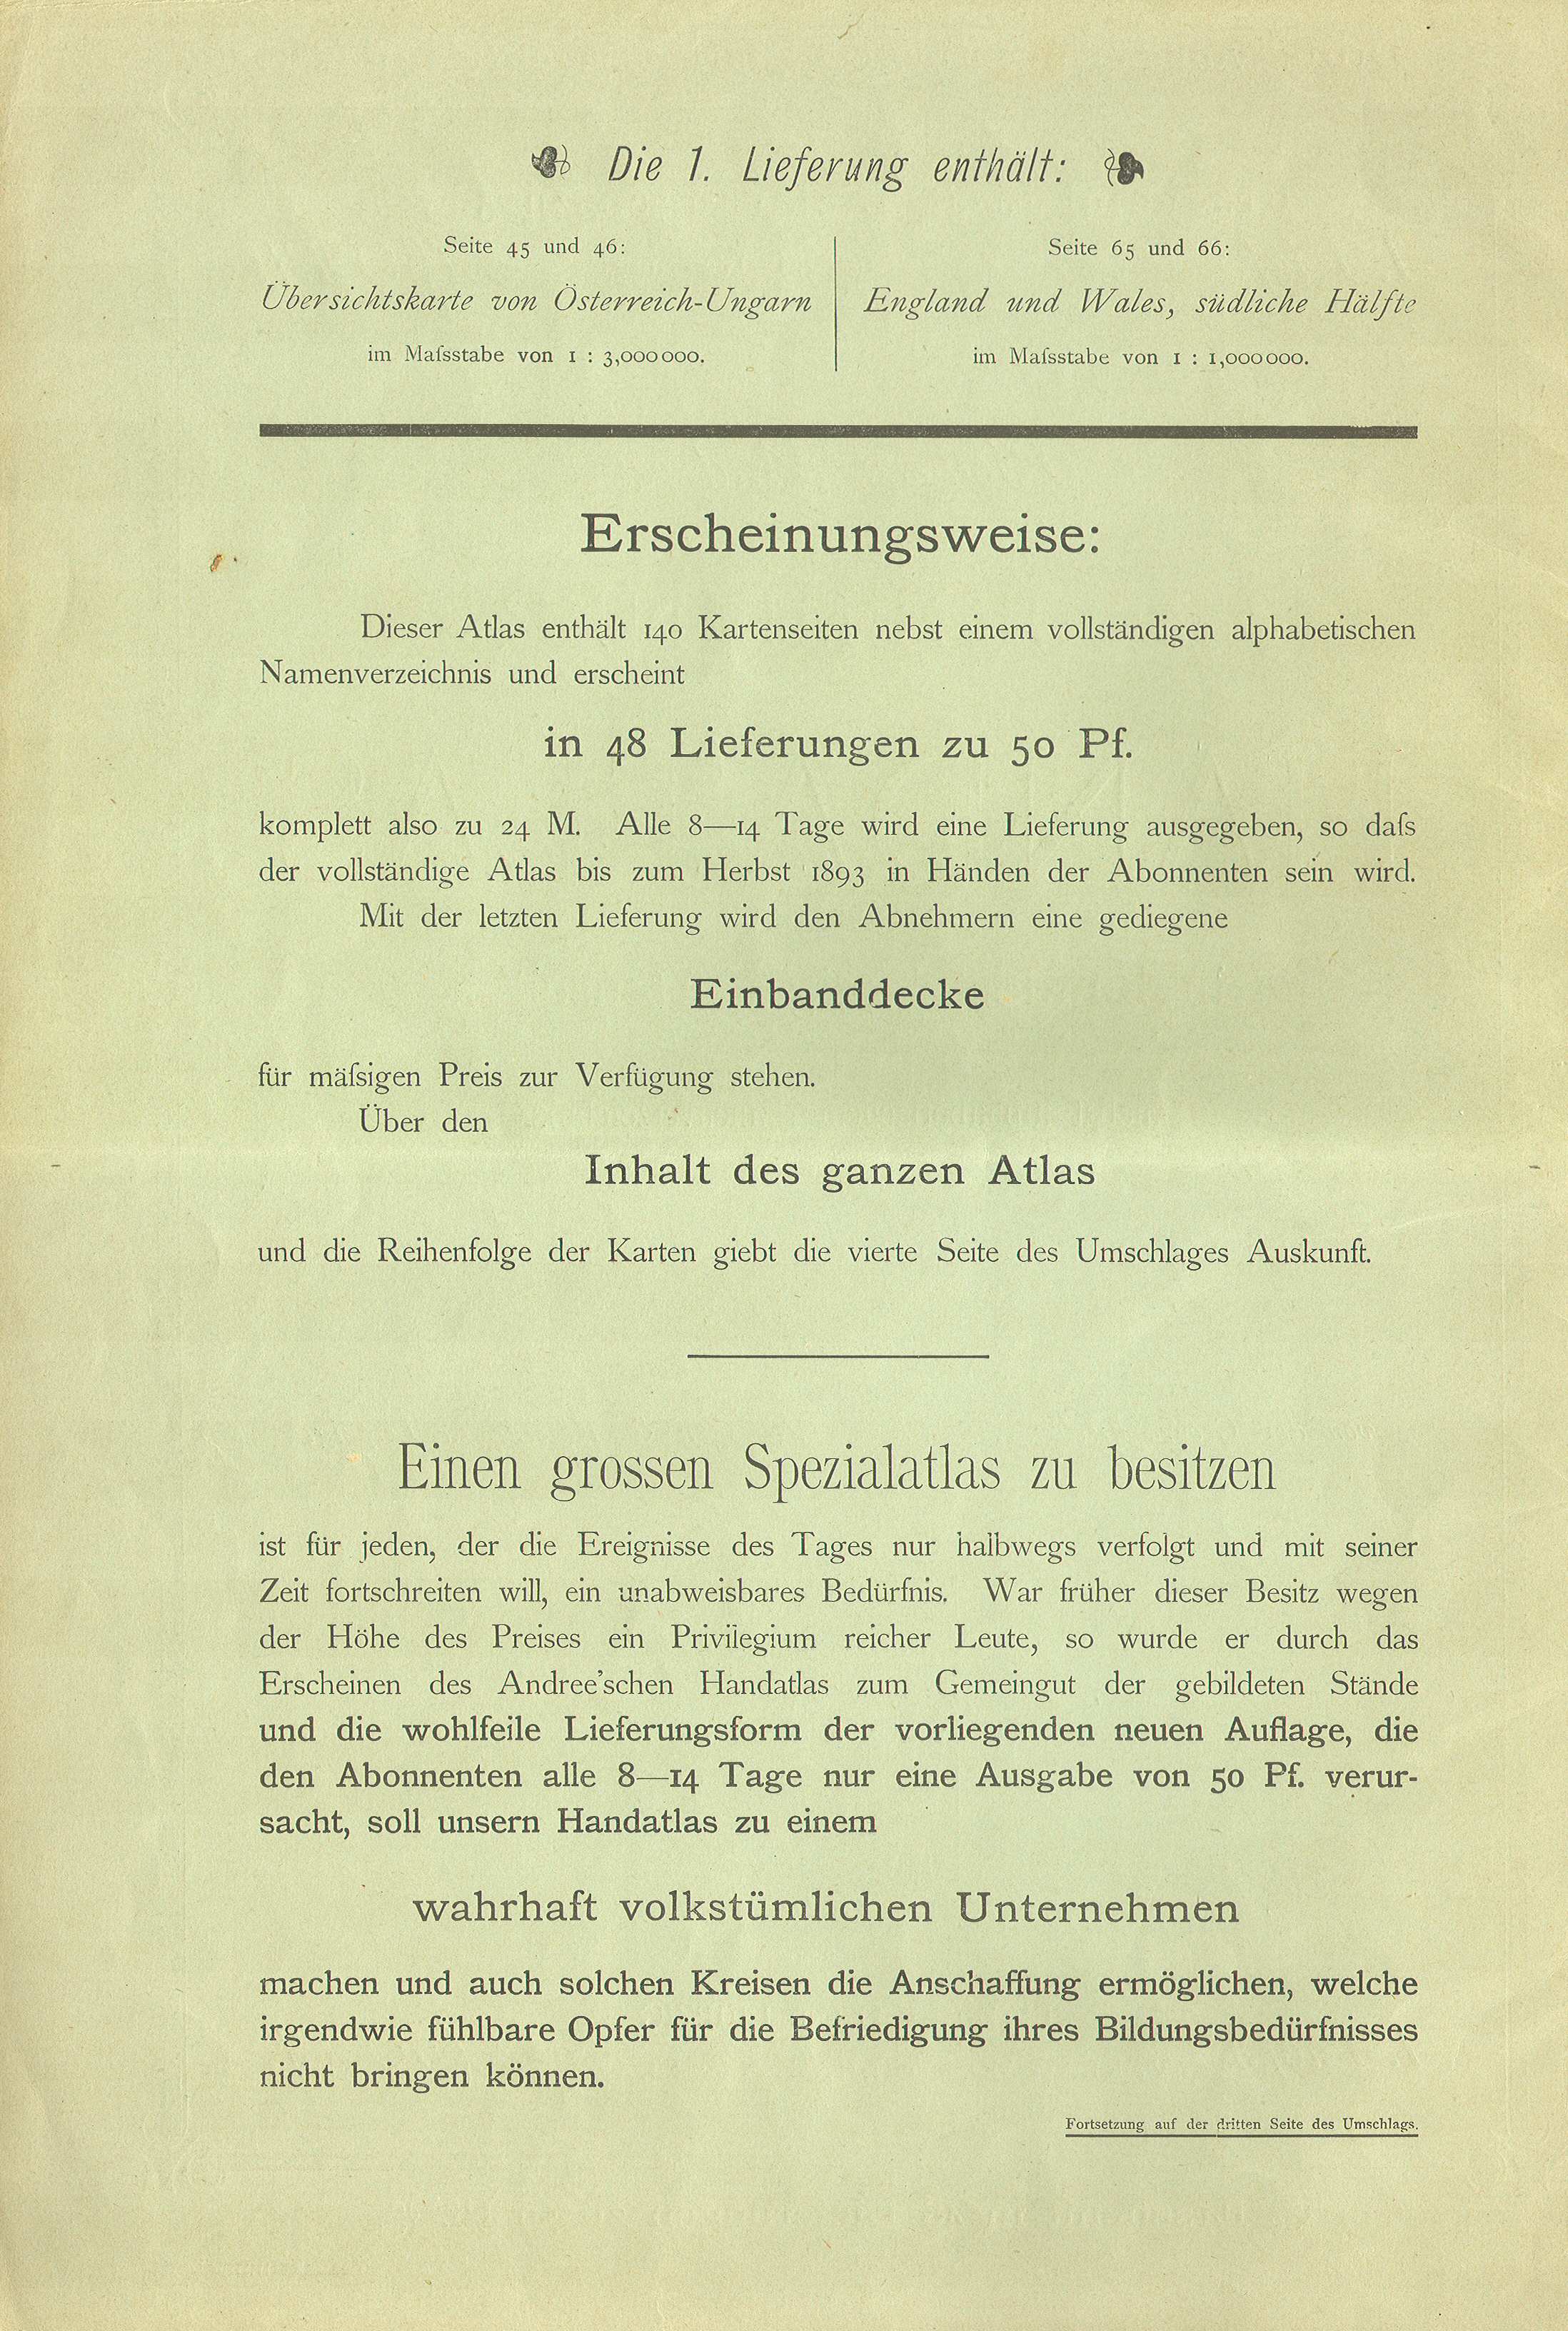 Die 1. Lieferung enthält:
Seite 45 und 46:
Übersichtskarte von Österreich-Ungarn
im Maſsstabe von 1 : 3,000000.
Seite 65 und 66:
England und Wales, südliche Hälfte
im Maſsstabe von 1 : 1,000000.
Erscheinungsweise:
Dieser Atlas enthält 140 Kartenseiten nebst einem vollständigen alphabetischen
Namenverzeichnis und erscheint
in 48 Lieferungen zu 50 Pf.
komplett also zu 24 M. Alle 8—14 Tage wird eine Lieferung ausgegeben, so daſs
der vollständige Atlas bis zum Herbst 1893 in Händen der Abonnenten sein wird.
Mit der letzten Lieferung wird den Abnehmern eine gediegene
Einbanddecke
für mäſsigen Preis zur Verfügung stehen.
Über den
Inhalt des ganzen Atlas
und die Reihenfolge der Karten giebt die vierte Seite des Umschlages Auskunft.
Einen grossen Spezialatlas zu besitzen
ist für jeden, der die Ereignisse des Tages nur halbwegs verfolgt und mit seiner
Zeit fortschreiten will, ein unabweisbares Bedürfnis. War früher dieser Besitz wegen
der Höhe des Preises ein Privilegium reicher Leute, so wurde er durch das
Erscheinen des Andree'schen Handatlas zum Gemeingut der gebildeten Stände
und die wohlfeile Lieferungsform der vorliegenden neuen Auflage, die
den Abonnenten alle 8—14 Tage nur eine Ausgabe von 50 Pf. verur-
sacht, soll unsern Handatlas zu einem
wahrhaft volkstümlichen Unternehmen
machen und auch solchen Kreisen die Anschaffung ermöglichen, welche
irgendwie fühlbare Opfer für die Befriedigung ihres Bildungsbedürfnisses
nicht bringen können.
Fortsetzung auf der dritten Seite des Umschlags.